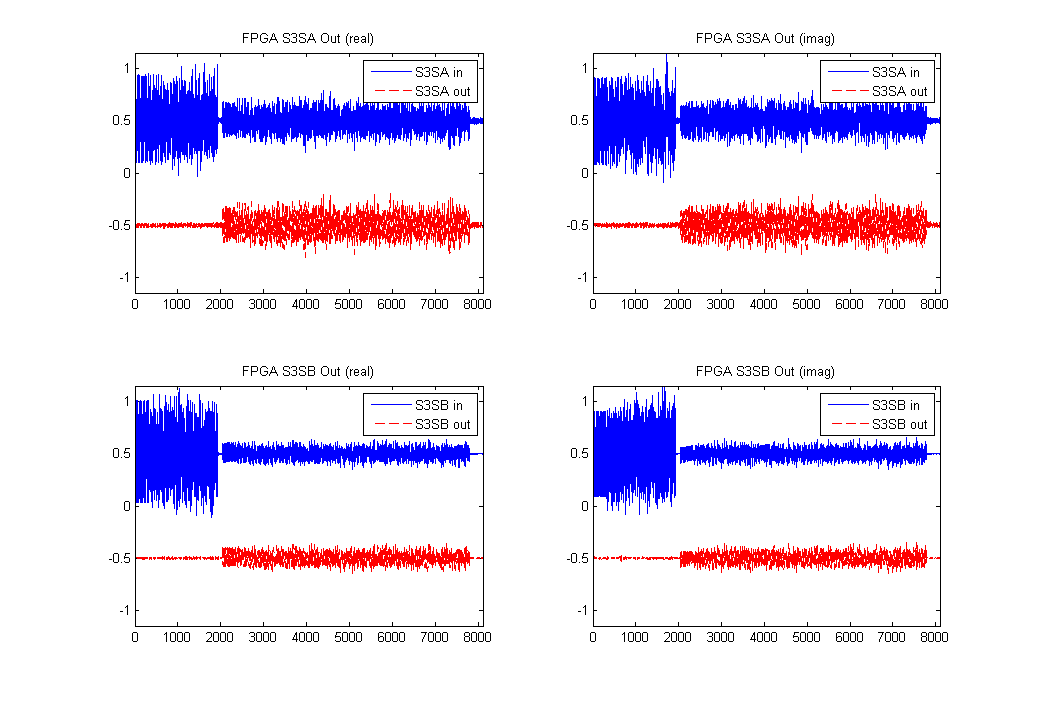 FPGA S3SA Out (real)
1
0.5
0
-0.5
-1
0 1000 2000 3000 4000 5000 6000 7000 8000
S3SA in
S3SA out
FPGA S3SA Out (imag)
1
0.5
0
-0.5
-1
0 1000 2000 3000 4000 5000 6000 7000 8000
S3SA in
S3SA out
FPGA S3SB Out (real)
1
0.5
0
-0.5
-1
0 1000 2000 3000 4000 5000 6000 7000 8000
S3SB in
S3SB out
FPGA S3SB Out (imag)
1
0.5
0
-0.5
-1
0 1000 2000 3000 4000 5000 6000 7000 8000
S3SB in
S3SB out